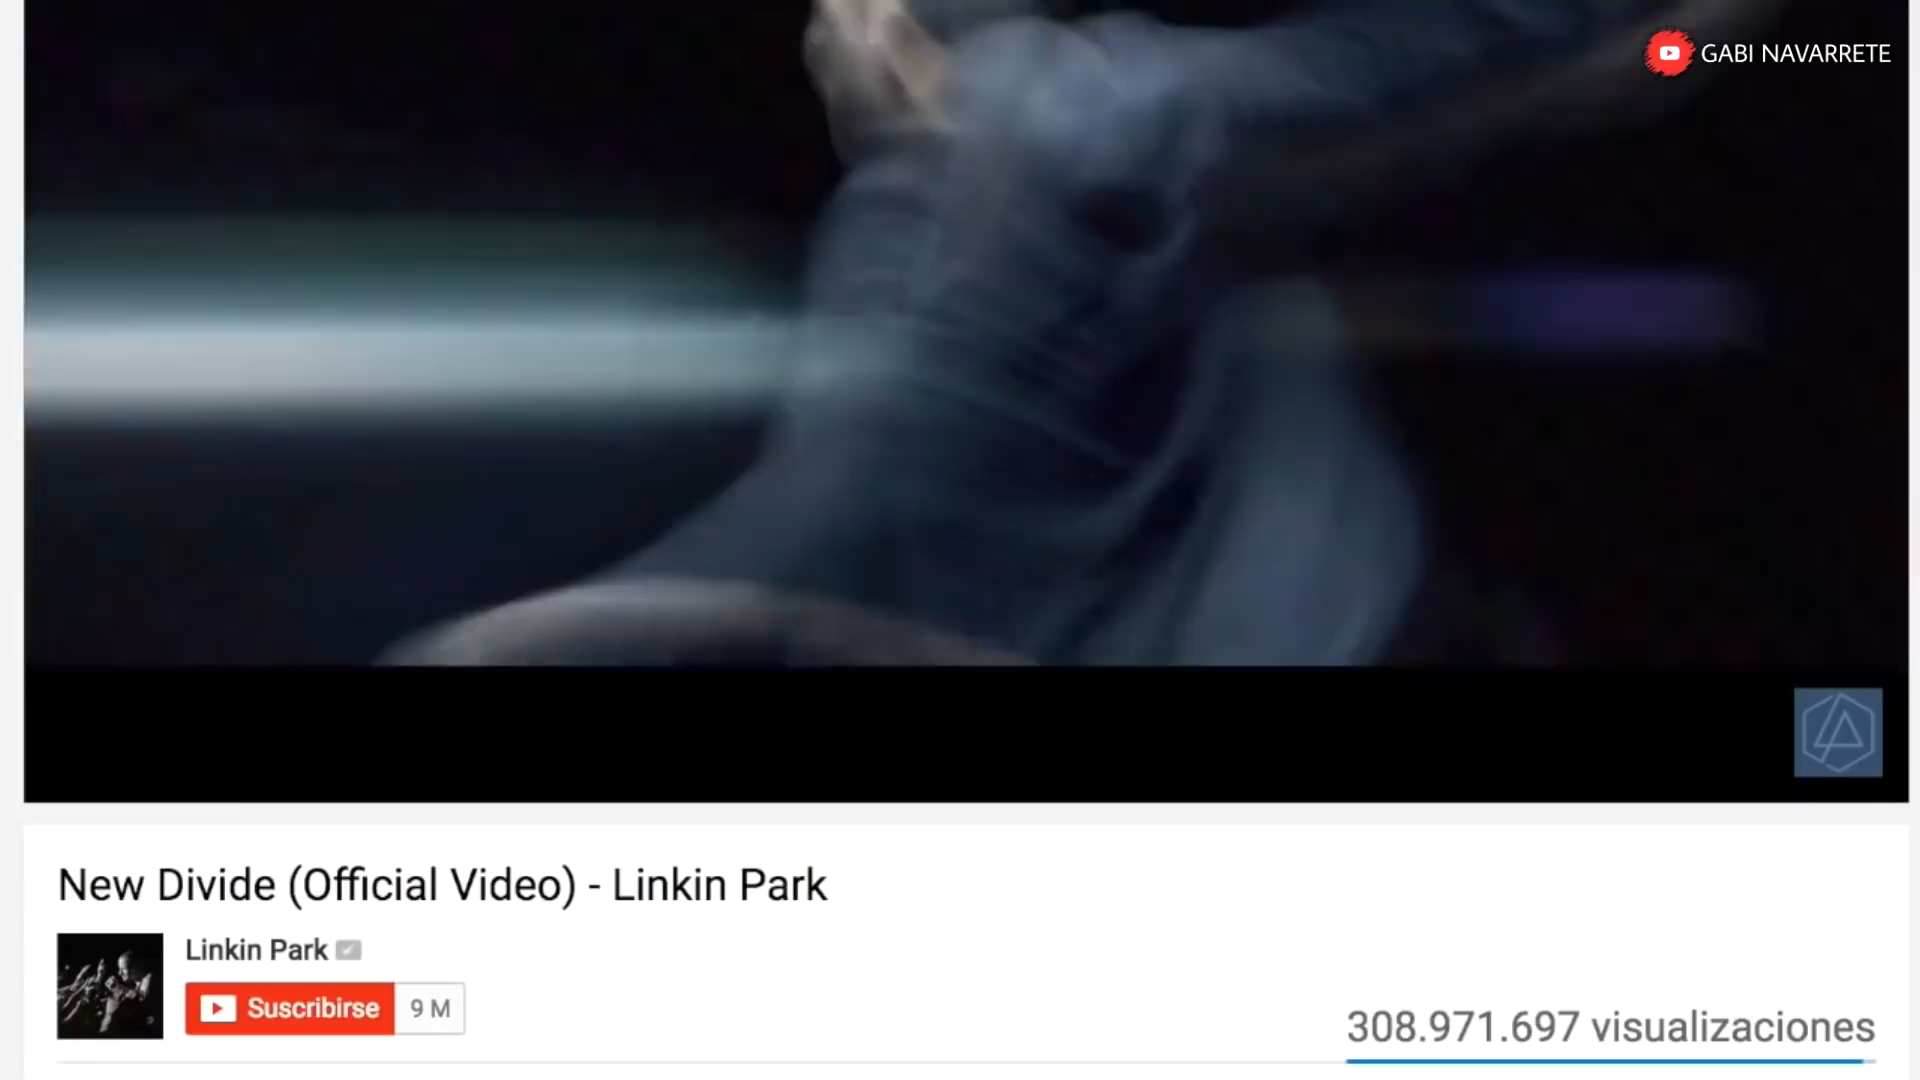 GABI NAVARRETE
New Divide (Official Video) - Linkin Park
Linkin Park
Suscribirse 9 M
308.971.697 visualizaciones